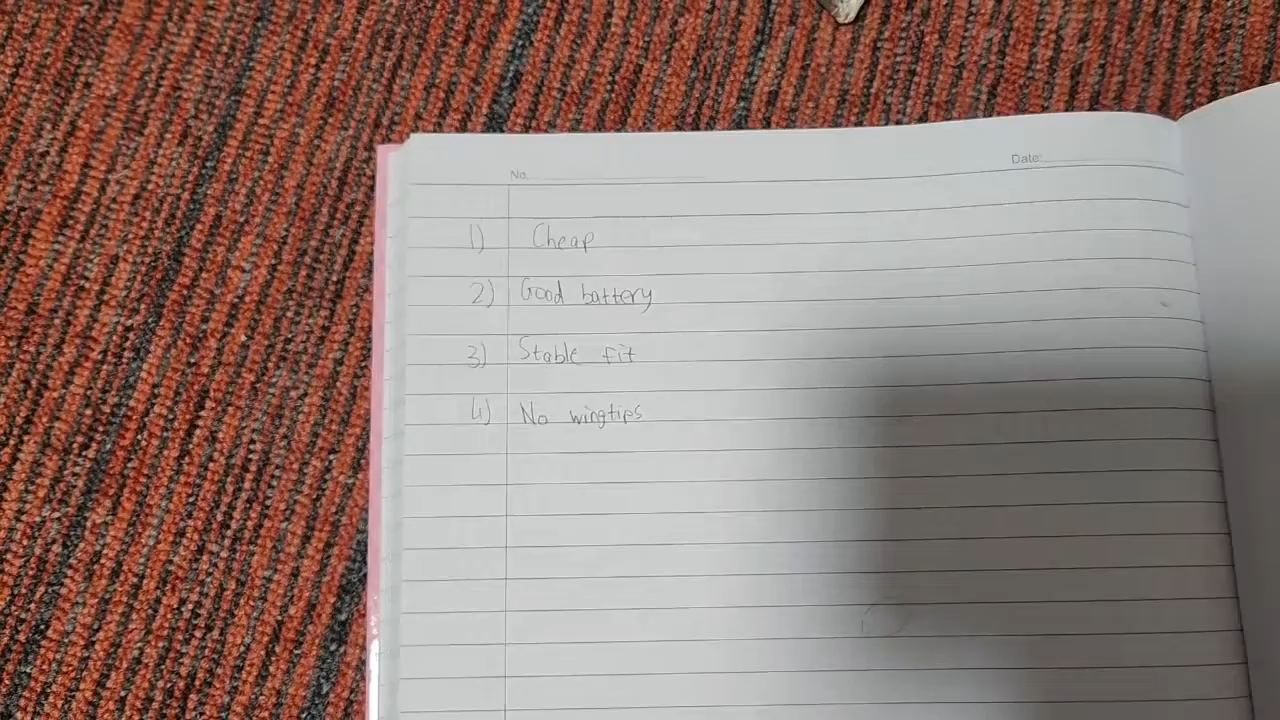 No.
Date:
1) Cheap
2) Good battery
3) Stable fit
4) No wingtips